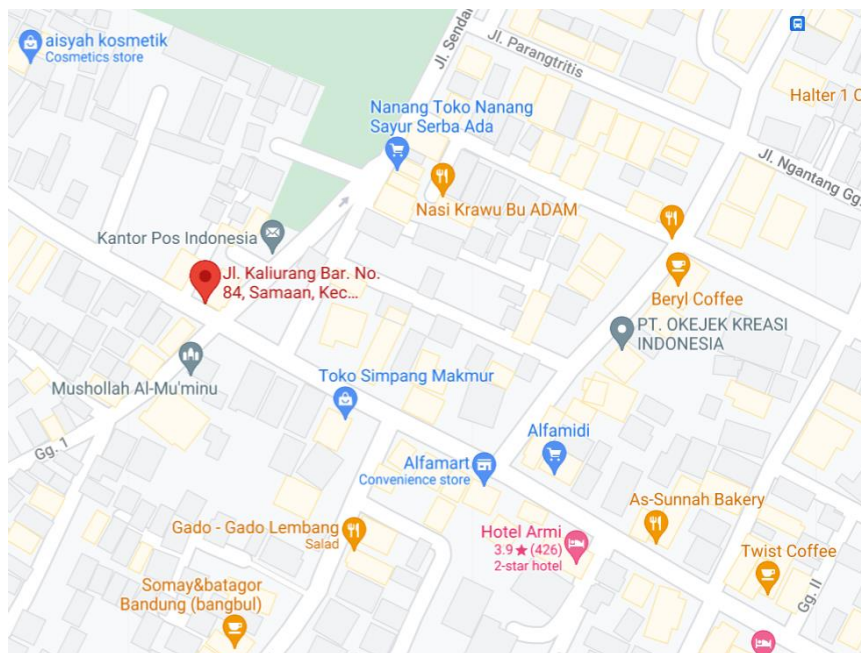 aisyah kosmetik
Cosmetics store
Jl. Senda
Jl. Parangtritis
Halter 1 C
Nanang Toko Nanang
Sayur Serba Ada
Jl. Ngantang Gg.
Nasi Krawu Bu ADAM
Kantor Pos Indonesia
Jl. Kaliurang Bar. No.
84, Samaan, Kec...
Beryl Coffee
PT. OKEJEK KREASI
INDONESIA
Mushollah Al-Mu'minu
Toko Simpang Makmur
Gg. 1
Alfamidi
Alfamart
Convenience store
As-Sunnah Bakery
Gado - Gado Lembang
Salad
Hotel Armi
3.9★(426)
2-star hotel
Twist Coffee
Gg. II
Somay&batagor
Bandung (bangbul)